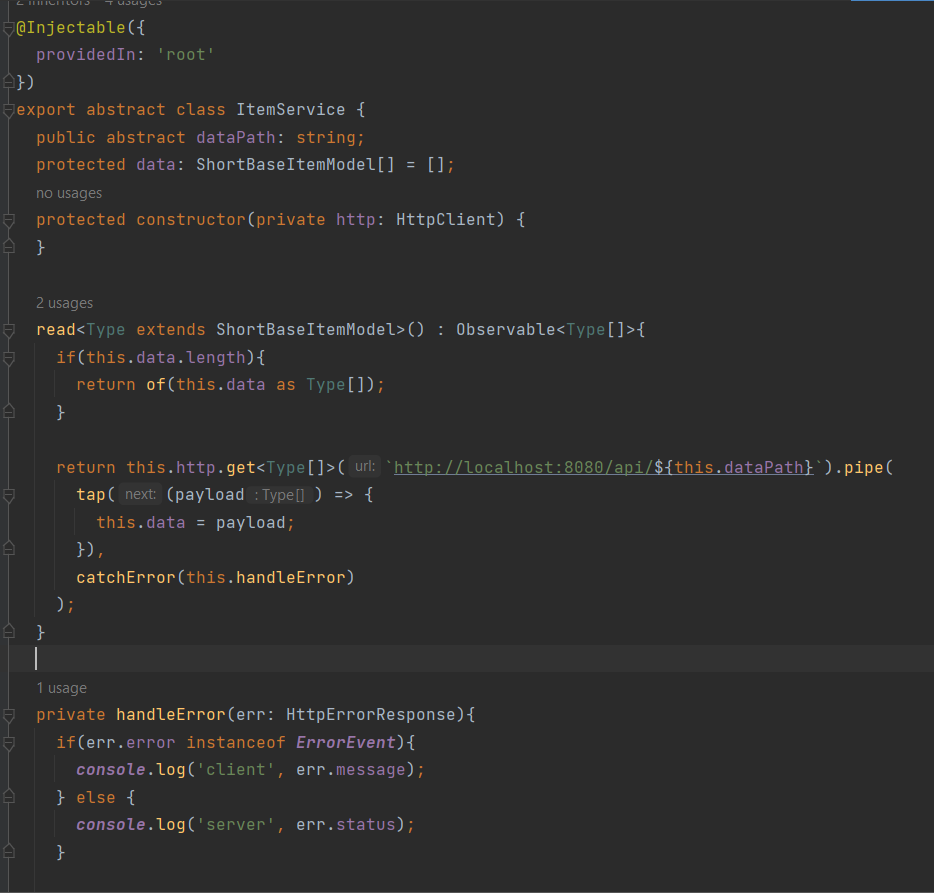 2 inheritors 4 usages
@Injectable({
  providedIn: 'root'
})
export abstract class ItemService {
  public abstract dataPath: string;
  protected data: ShortBaseItemModel[] = [];
  no usages
  protected constructor(private http: HttpClient) {
  }
  2 usages
  read<Type extends ShortBaseItemModel>() : Observable<Type[]>{
    if(this.data.length){
      return of(this.data as Type[]);
    }
    return this.http.get<Type[]>( url: `http://localhost:8080/api/${this.dataPath}`).pipe(
      tap( next: (payload : Type[] ) => {
        this.data = payload;
      }),
      catchError(this.handleError)
    );
  }
  1 usage
  private handleError(err: HttpErrorResponse){
    if(err.error instanceof ErrorEvent){
      console.log('client', err.message);
    } else {
      console.log('server', err.status);
    }